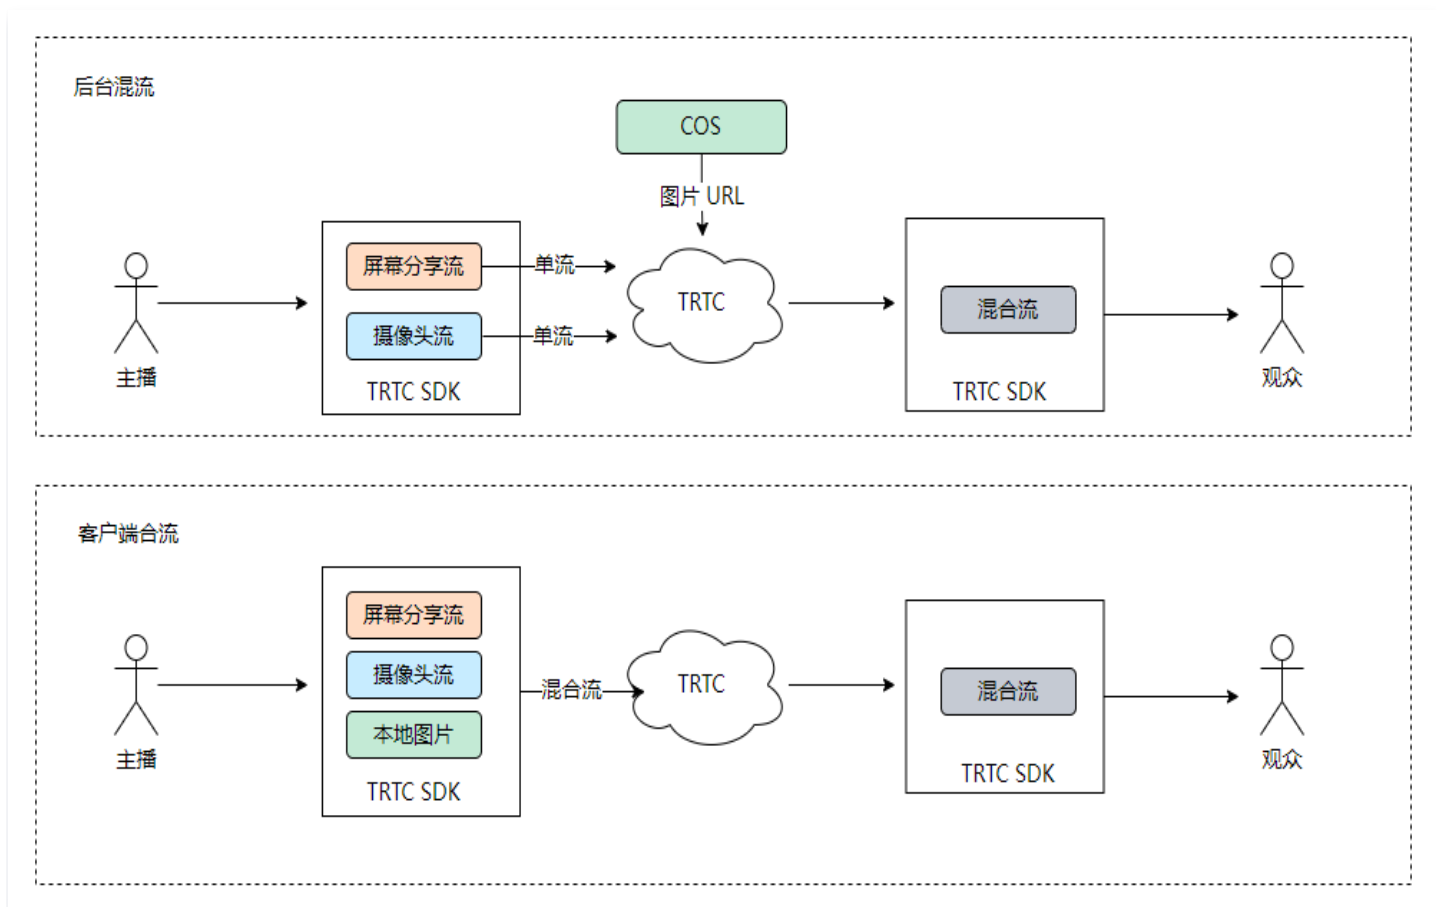 后台混流
COS
图片 URL
屏幕分享流
单流
TRTC
混合流
摄像头流
单流
主播
TRTC SDK
TRTC SDK
观众
客户端合流
屏幕分享流
摄像头流
混合流
TRTC
混合流
本地图片
主播
TRTC SDK
TRTC SDK
观众